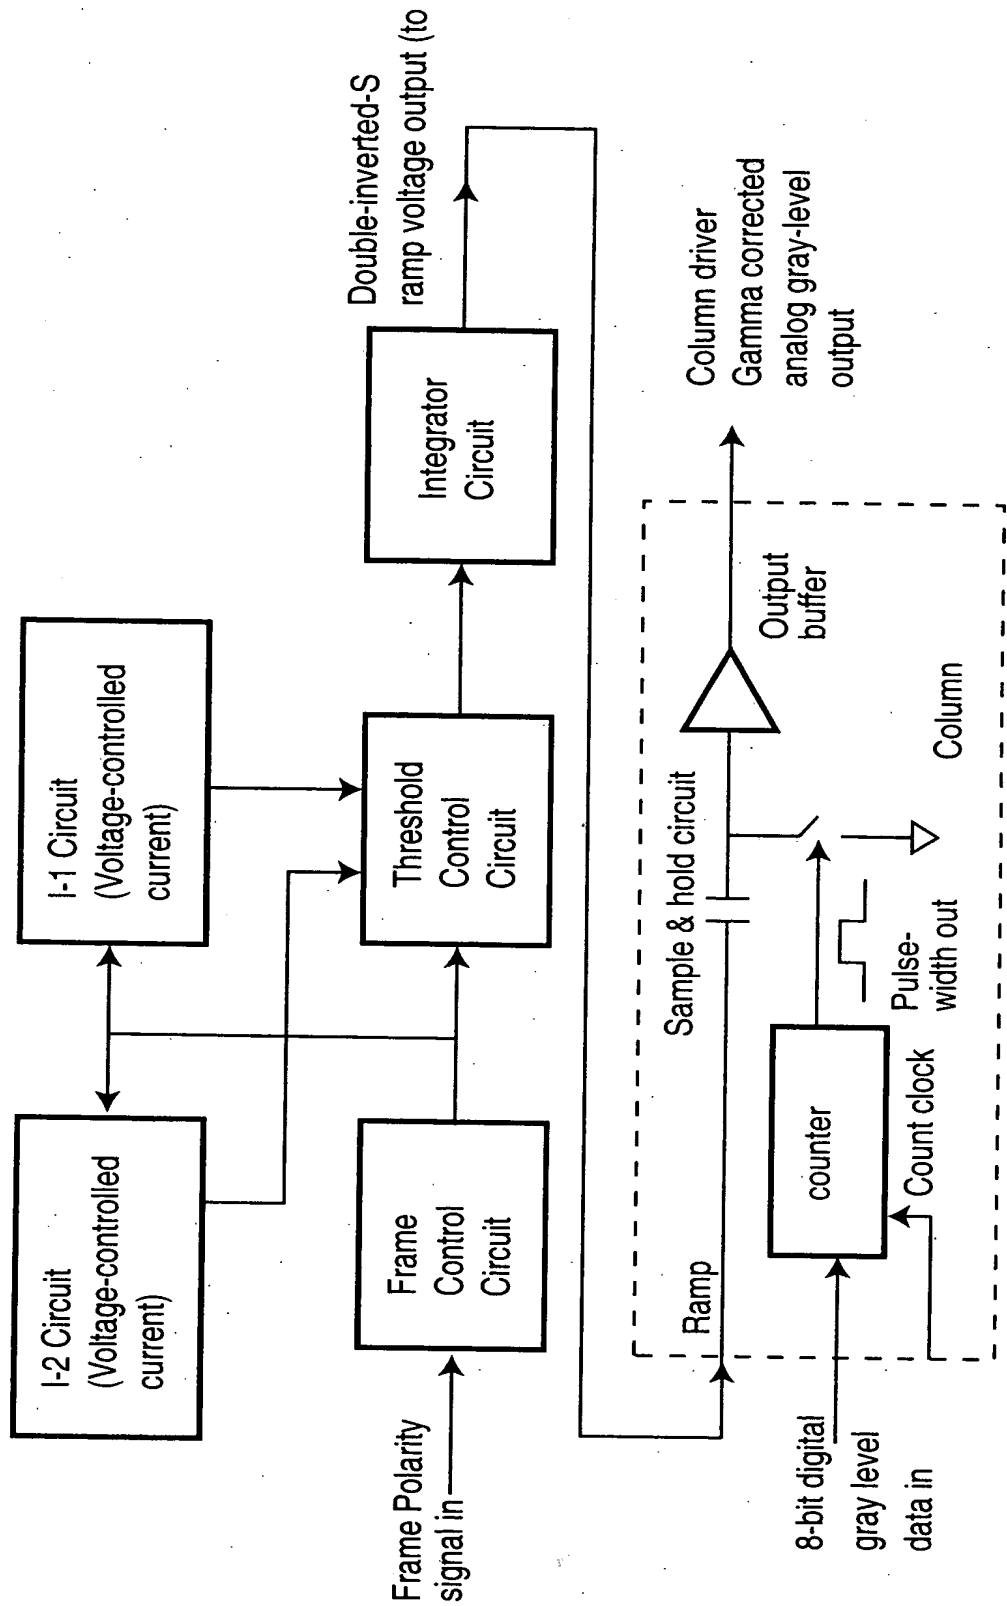 I-2 Circuit
(Voltage-controlled
current)
I-1 Circuit
(Voltage-controlled
current)
Frame Polarity
signal in
Frame
Control
Circuit
Threshold
Control
Circuit
Integrator
Circuit
Double-inverted-S
ramp voltage output (to
Ramp
Sample & hold circuit
Output
buffer
Column driver
Gamma corrected
analog gray-level
output
8-bit digital
gray level
data in
counter
Count clock
Pulse-
width out
Column